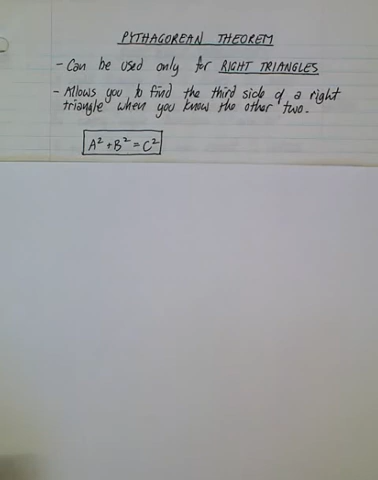 PYTHAGOREAN THEOREM
- Can be used only for RIGHT TRIANGLES
- Allows you to find the third side of a right
triangle when you know the other two.
A² + B² = C²